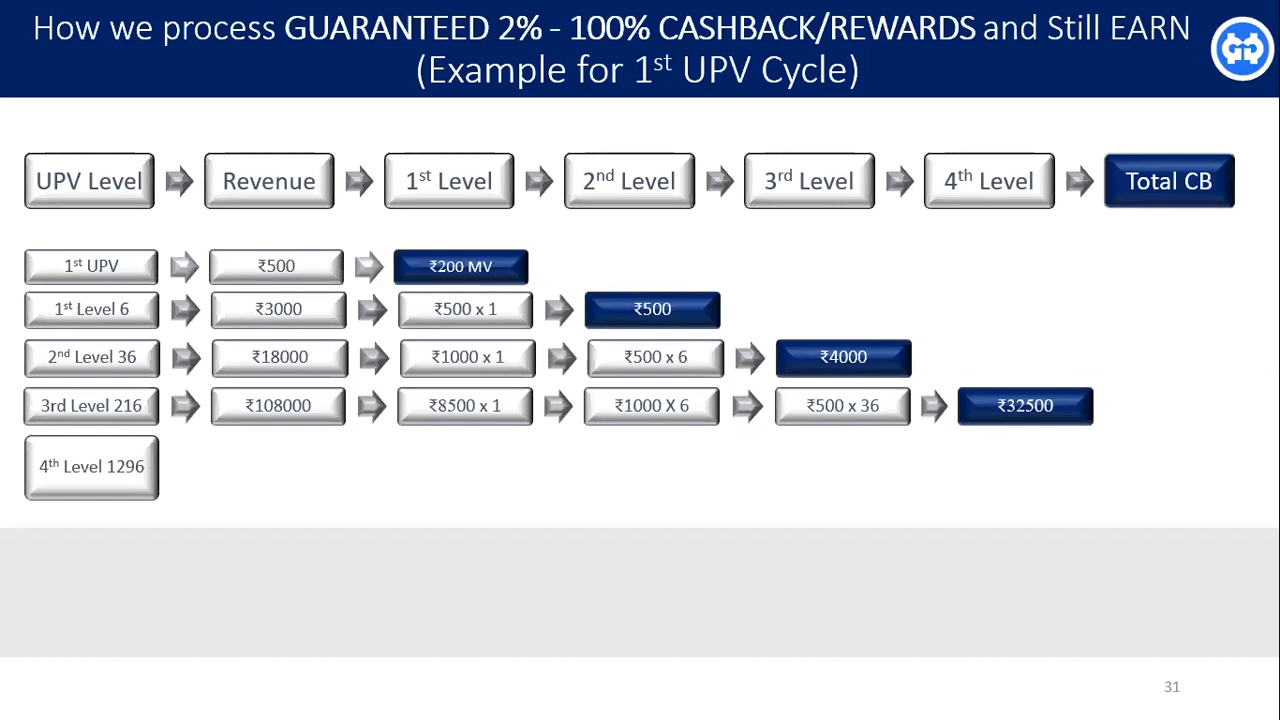 How we process GUARANTEED 2% - 100% CASHBACK/REWARDS and Still EARN
(Example for 1st UPV Cycle)
UPV Level Revenue 1st Level 2nd Level 3rd Level 4th Level Total CB
1st UPV ₹500 ₹200 MV
1st Level 6 ₹3000 ₹500 x 1 ₹500
2nd Level 36 ₹18000 ₹1000 x 1 ₹500 x 6 ₹4000
3rd Level 216 ₹108000 ₹8500 x 1 ₹1000 X 6 ₹500 x 36 ₹32500
4th Level 1296
31